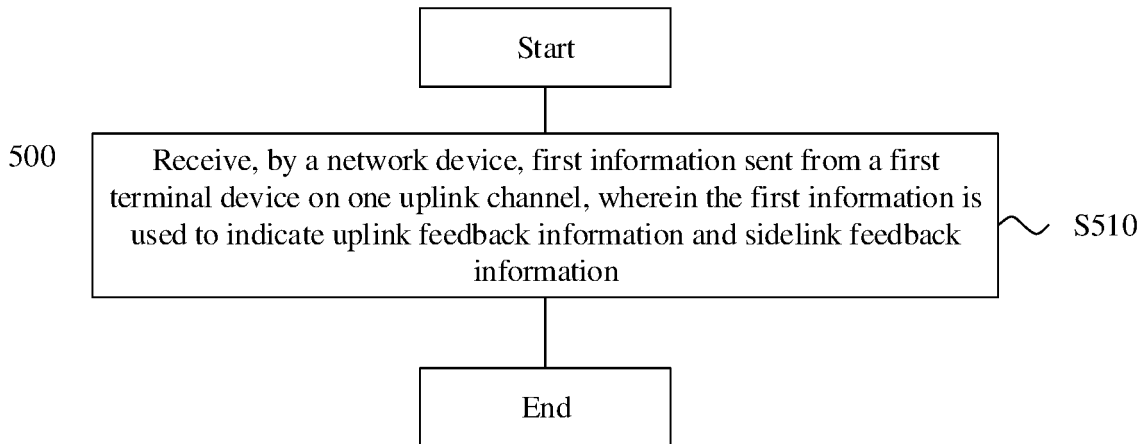 Start
500
Receive, by a network device, first information sent from a first
terminal device on one uplink channel, wherein the first information is
used to indicate uplink feedback information and sidelink feedback
information
S510
End